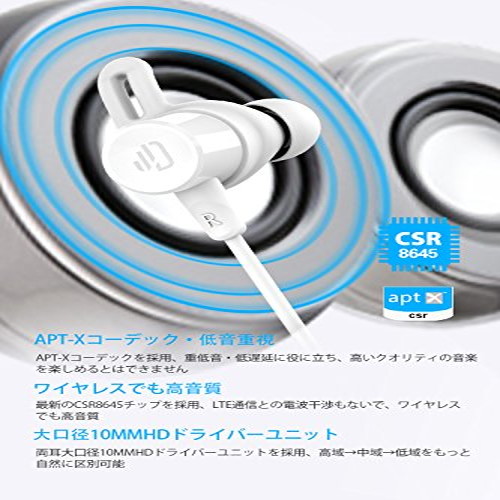 R
CSR
8645
apt X
csr
APT-Xコーデック・低音重視
APT-Xコーデックを採用、重低音・低遅延に役に立ち、高いクオリティの音楽
を楽しめるとはできません
ワイヤレスでも高音質
最新のCSR8645チップを採用、LTE通信との電波干渉もないで、ワイヤレス
でも高音質
大口径10MMHDドライバーユニット
両耳大口径10MMHDドライバーユニットを採用、高域→中域→低域をもっと
自然に区別可能